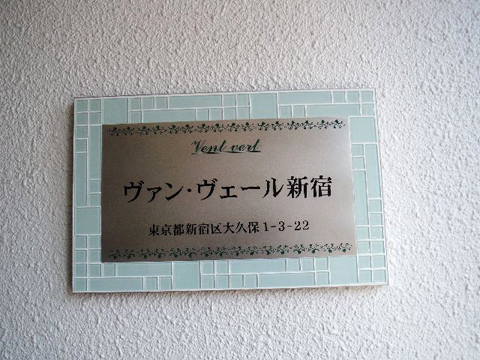 Vent vert
ヴァン・ヴェール新宿
東京都新宿区大久保1-3-22